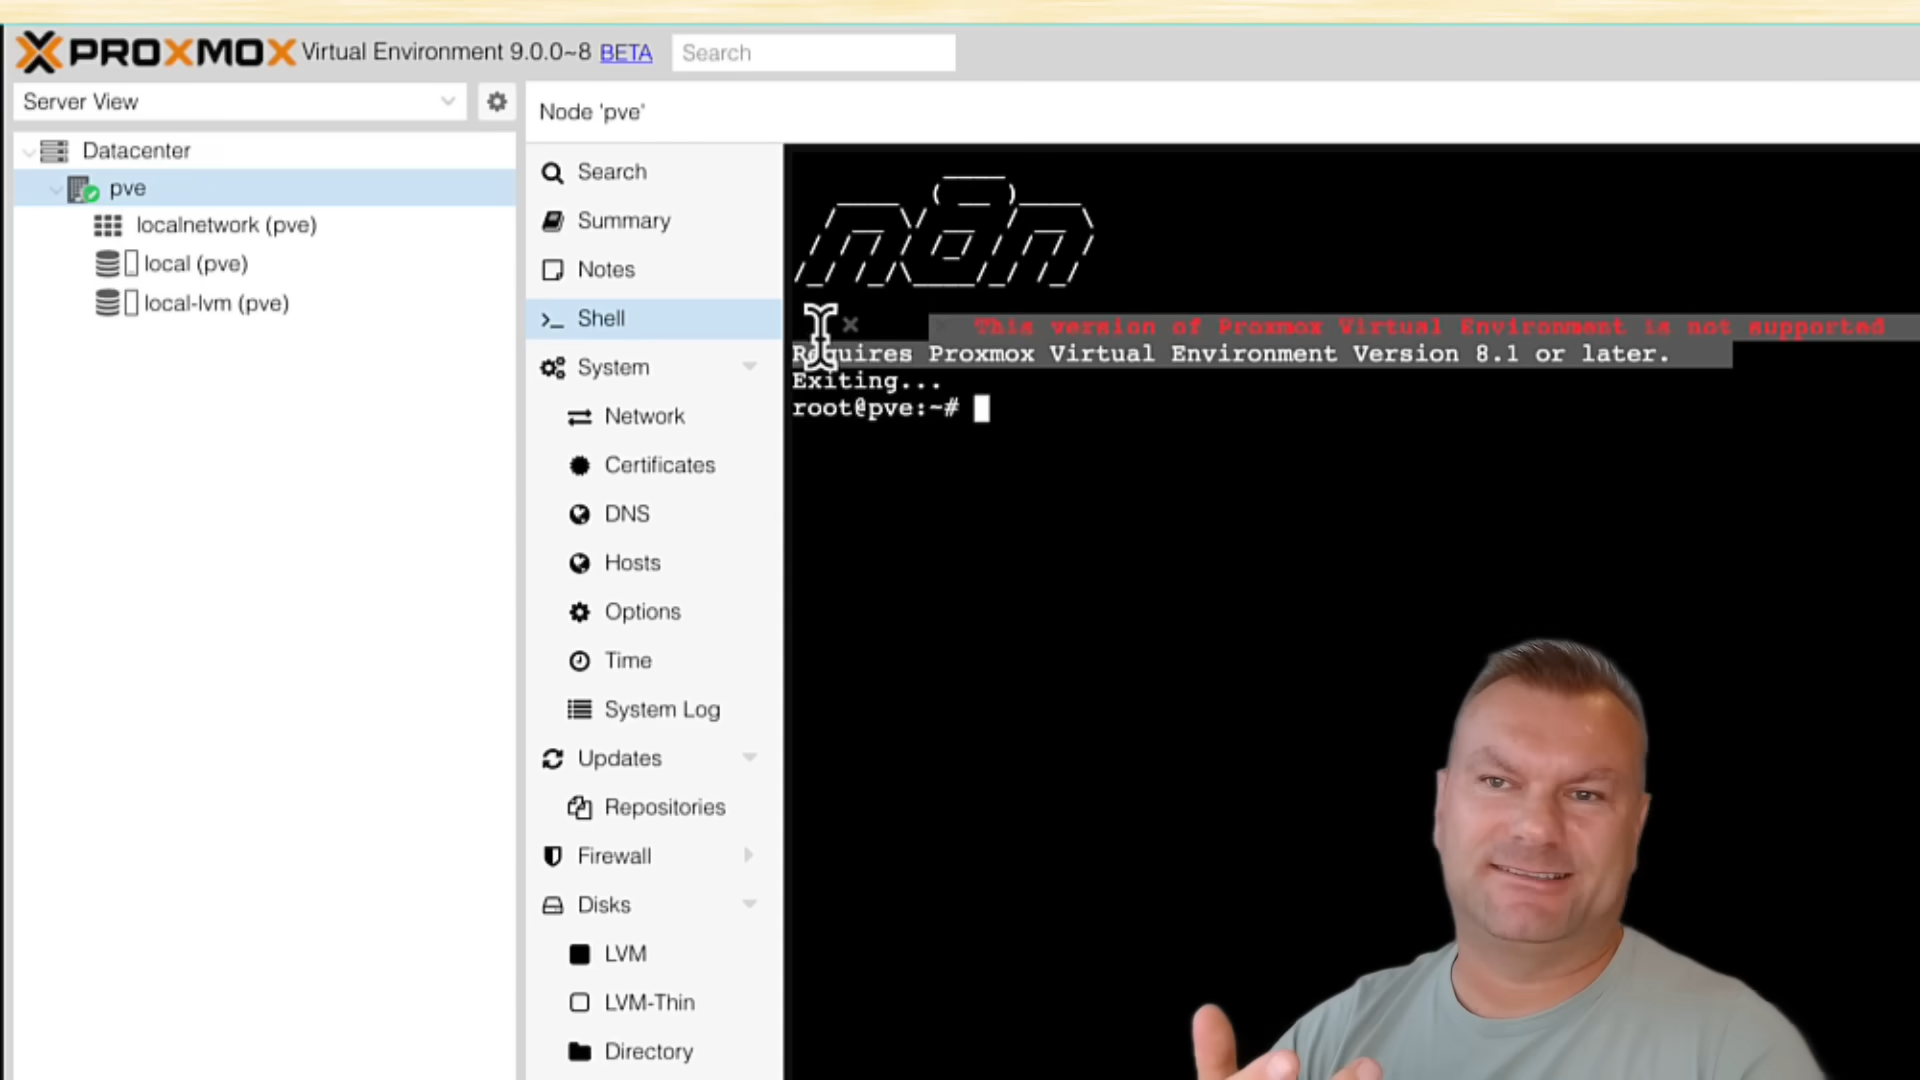 PROXMOX Virtual Environment 9.0.0~8 BETA Search
Server View
Node 'pve'
Datacenter
pve
localnetwork (pve)
local (pve)
local-lvm (pve)
Search
Summary
Notes
Shell
System
Network
Certificates
DNS
Hosts
Options
Time
System Log
Updates
Repositories
Firewall
Disks
LVM
LVM-Thin
Directory
n8n
This version of Proxmox Virtual Environment is not supported
Requires Proxmox Virtual Environment Version 8.1 or later.
Exiting...
root@pve:~#